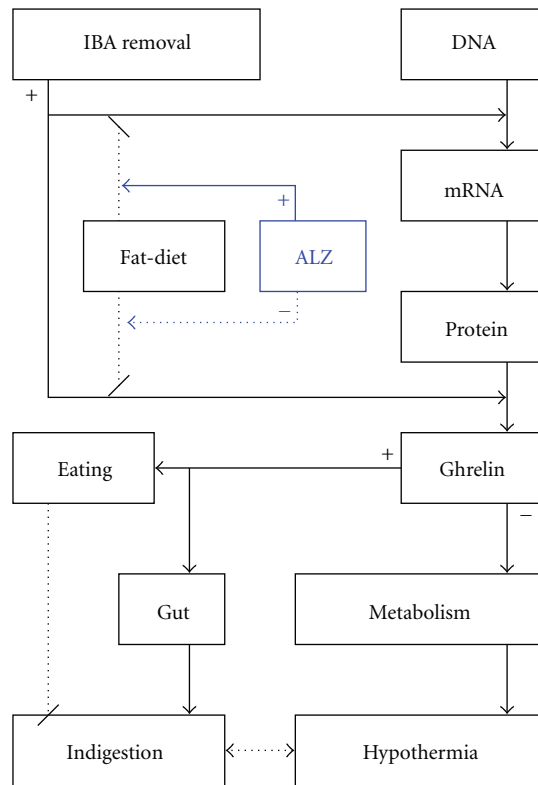 IBA removal
DNA
+
mRNA
+
Fat-diet
ALZ
−
Protein
+
Eating
Ghrelin
−
Gut
Metabolism
Indigestion
Hypothermia